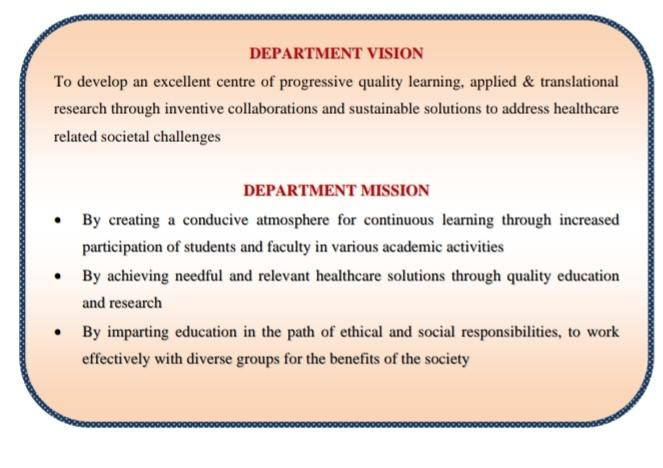 DEPARTMENT VISION
To develop an excellent centre of progressive quality learning, applied & translational
research through inventive collaborations and sustainable solutions to address healthcare
related societal challenges
DEPARTMENT MISSION
• By creating a conducive atmosphere for continuous learning through increased
participation of students and faculty in various academic activities
• By achieving needful and relevant healthcare solutions through quality education
and research
• By imparting education in the path of ethical and social responsibilities, to work
effectively with diverse groups for the benefits of the society